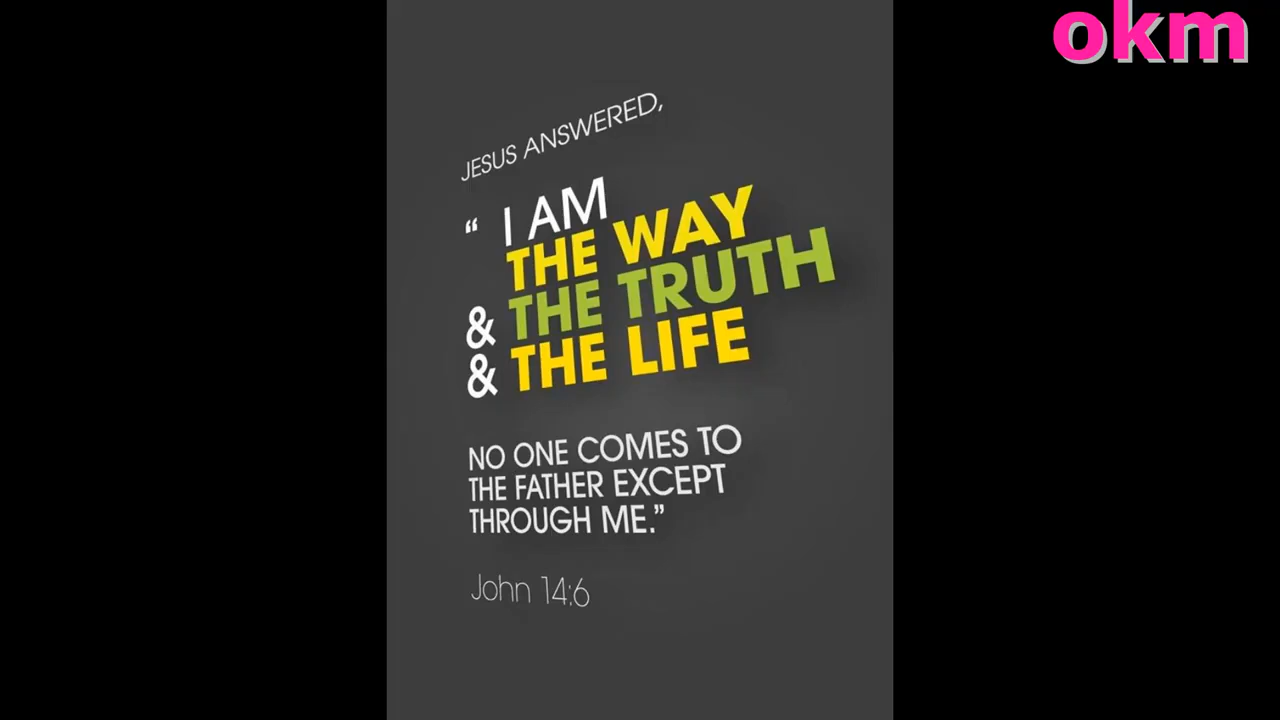 okm
JESUS ANSWERED,
“ I AM
THE WAY
& THE TRUTH
& THE LIFE
NO ONE COMES TO
THE FATHER EXCEPT
THROUGH ME.”
John 14:6